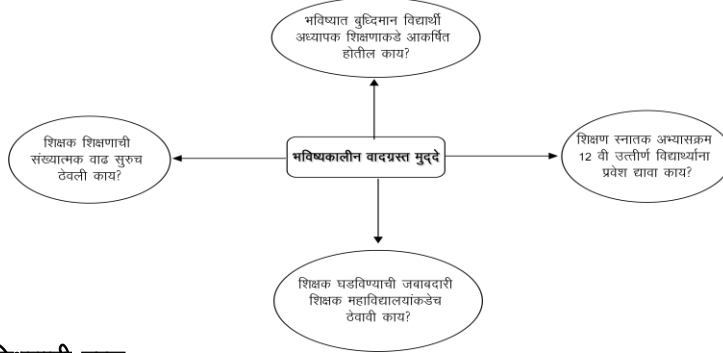 भविष्यात बुध्दिमान विद्यार्थी
अध्यापक शिक्षणाकडे आकर्षित
होतील काय?
शिक्षक शिक्षणाची
संख्यात्मक वाढ सुरुच
ठेवली काय?
भविष्यकालीन वादग्रस्त मुद्दे
शिक्षण स्नातक अभ्यासक्रम
12 वी उत्तीर्ण विद्यार्थ्याना
प्रवेश द्यावा काय?
शिक्षक घडविण्याची जबाबदारी
शिक्षक महाविद्यालयांकडेच
ठेवावी काय?